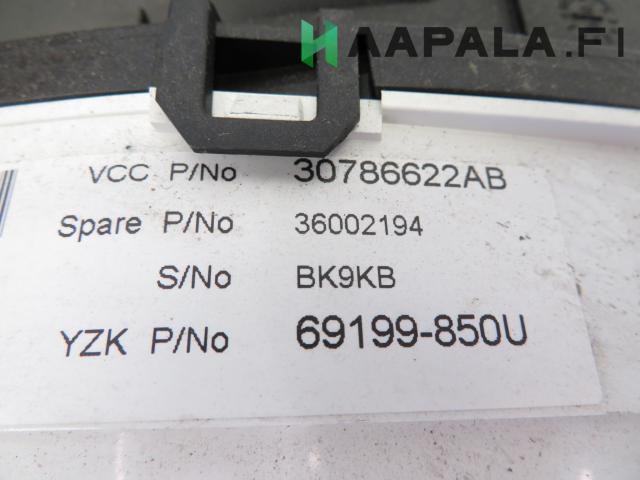 HAAPALA.FI
VCC P/No 30786622AB
Spare P/No 36002194
S/No BK9KB
YZK P/No 69199-850U